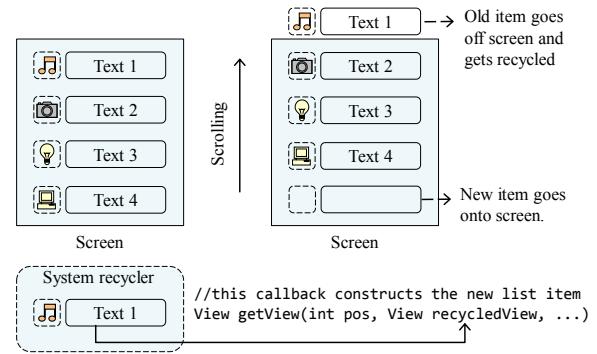 Text 1
Text 2
Text 3
Text 4
Screen
Scrolling
Text 1
Text 2
Text 3
Text 4
Screen
Old item goes
off screen and
gets recycled
New item goes
onto screen.
System recycler
Text 1
//this callback constructs the new list item
View getView(int pos, View recycledView, ...)